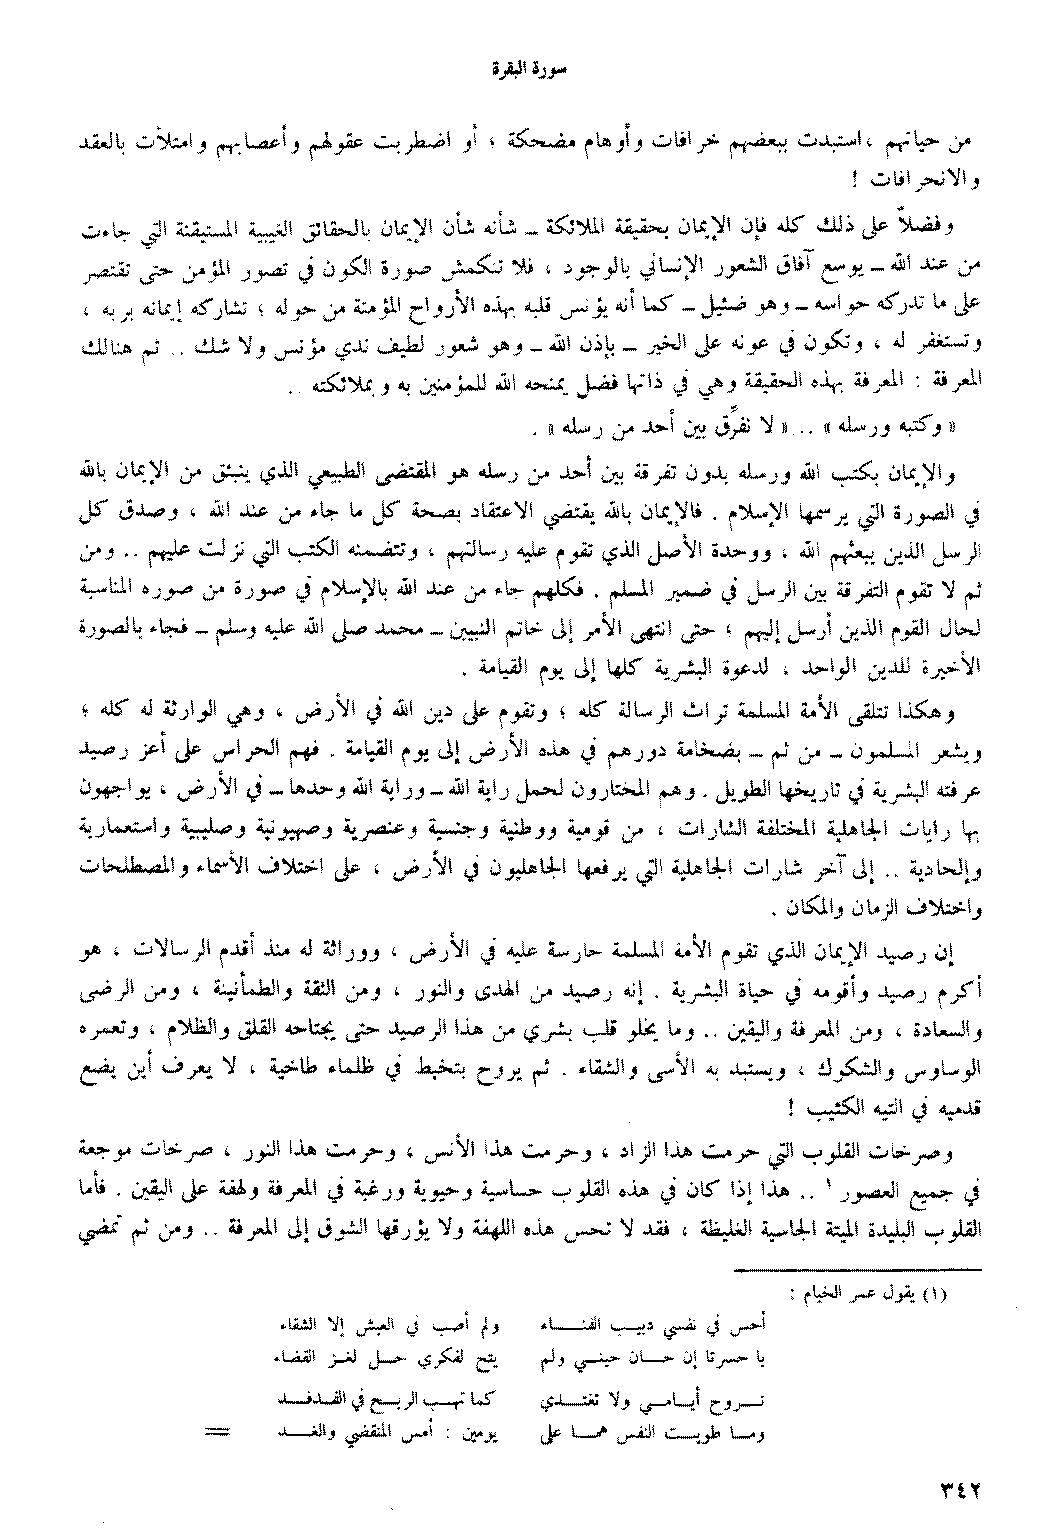 سورة البقرة
من حياتهم ، استبدت ببعضهم خرافات وأوهام مضحكة ؛ أو اضطربت عقولهم وأعصابهم وامتلأت بالعقد
والانحرافات !
وفضلاً على ذلك كله فإن الإيمان بحقيقة الملائكة – شأنه شأن الإيمان بالحقائق الغيبية المستيقنة التي جاءت
من عند الله – يوسع آفاق الشعور الإنساني بالوجود ، فلا تنكمش صورة الكون في تصور المؤمن حتى تقتصر
على ما تدركه حواسه – وهو ضئيل – كما أنه يؤنس قلبه بهذه الأرواح المؤمنة من حوله ؛ تشاركه إيمانه بربه ،
وتستغفر له ، وتكون في عونه على الخير – بإذن الله – وهو شعور لطيف ندي مؤنس ولا شك .. ثم هنالك
المعرفة : المعرفة بهذه الحقيقة وهي في ذاتها فضل يمنحه الله للمؤمنين به وبملائكته ..
« وكتبه ورسله » .. « لا نفرِّق بين أحد من رسله » .
والإيمان بكتب الله ورسله بدون تفرقة بين أحد من رسله هو المقتضى الطبيعي الذي ينبثق من الإيمان بالله
في الصورة التي يرسمها الإسلام . فالإيمان بالله يقتضي الاعتقاد بصحة كل ما جاء من عند الله ، وصدق كل
الرسل الذين يبعثهم الله ، ووحدة الأصل الذي تقوم عليه رسالتهم ، وتتضمنه الكتب التي نزلت عليهم .. ومن
ثم لا تقوم التفرقة بين الرسل في ضمير المسلم . فكلهم جاء من عند الله بالإسلام في صورة من صوره المناسبة
لحال القوم الذين أرسل إليهم ؛ حتى انتهى الأمر إلى خاتم النبيين – محمد صلى الله عليه وسلم – فجاء بالصورة
الأخيرة للدين الواحد ، لدعوة البشرية كلها إلى يوم القيامة .
وهكذا تتلقى الأمة المسلمة تراث الرسالة كله ؛ وتقوم على دين الله في الأرض ، وهي الوارثة له كله ؛
ويشعر المسلمون – من ثم – بضخامة دورهم في هذه الأرض إلى يوم القيامة . فهم الحراس على أعز رصيد
عرفته البشرية في تاريخها الطويل . وهم المختارون لحمل راية الله – وراية الله وحدها – في الأرض ، يواجهون
بها رايات الجاهلية المختلفة الشارات ، من قومية ووطنية وجنسية وعنصرية وصهيونية وصليبية واستعمارية
وإلحادية .. إلى آخر شارات الجاهلية التي يرفعها الجاهليون في الأرض ، على اختلاف الأسماء والمصطلحات
واختلاف الزمان والمكان .
إن رصيد الإيمان الذي تقوم الأمة المسلمة حارسة عليه في الأرض ، ووراثة له منذ أقدم الرسالات ، هو
أكرم رصيد وأقومه في حياة البشرية . إنه رصيد من الهدى والنور ، ومن الثقة والطمأنينة ، ومن الرضى
والسعادة ، ومن المعرفة واليقين .. وما يخلو قلب بشري من هذا الرصيد حتى يجتاحه القلق والظلام ، وتعمره
الوساوس والشكوك ، ويستبد به الأسى والشقاء . ثم يروح يتخبط في ظلماء طاخية ، لا يعرف أين يضع
قدميه في التيه الكئيب !
وصرخات القلوب التي حرمت هذا الزاد ، وحرمت هذا الأنس ، وحرمت هذا النور ، صرخات موجعة
في جميع العصور ١ .. هذا إذا كان في هذه القلوب حساسية وحيوية ورغبة في المعرفة ولهفة على اليقين . فأما
القلوب البليدة الميتة الجاسية الغليظة ، فقد لا تحس هذه اللهفة ولا يؤرقها الشوق إلى المعرفة .. ومن ثم تمضي
(١) يقول عمر الخيام :
أحس في نفسي دبيب الفناء ولم أصب في العيش إلا الشقاء
يا حسرتا إن حان حيني ولم يتح لفكري حل لغز القضاء
تروح أيامي ولا تغتدي كما تهب الريح في الفدفد
وما طويت النفس هما على يومين : أمس المنقضي والغد =
٣٤٢